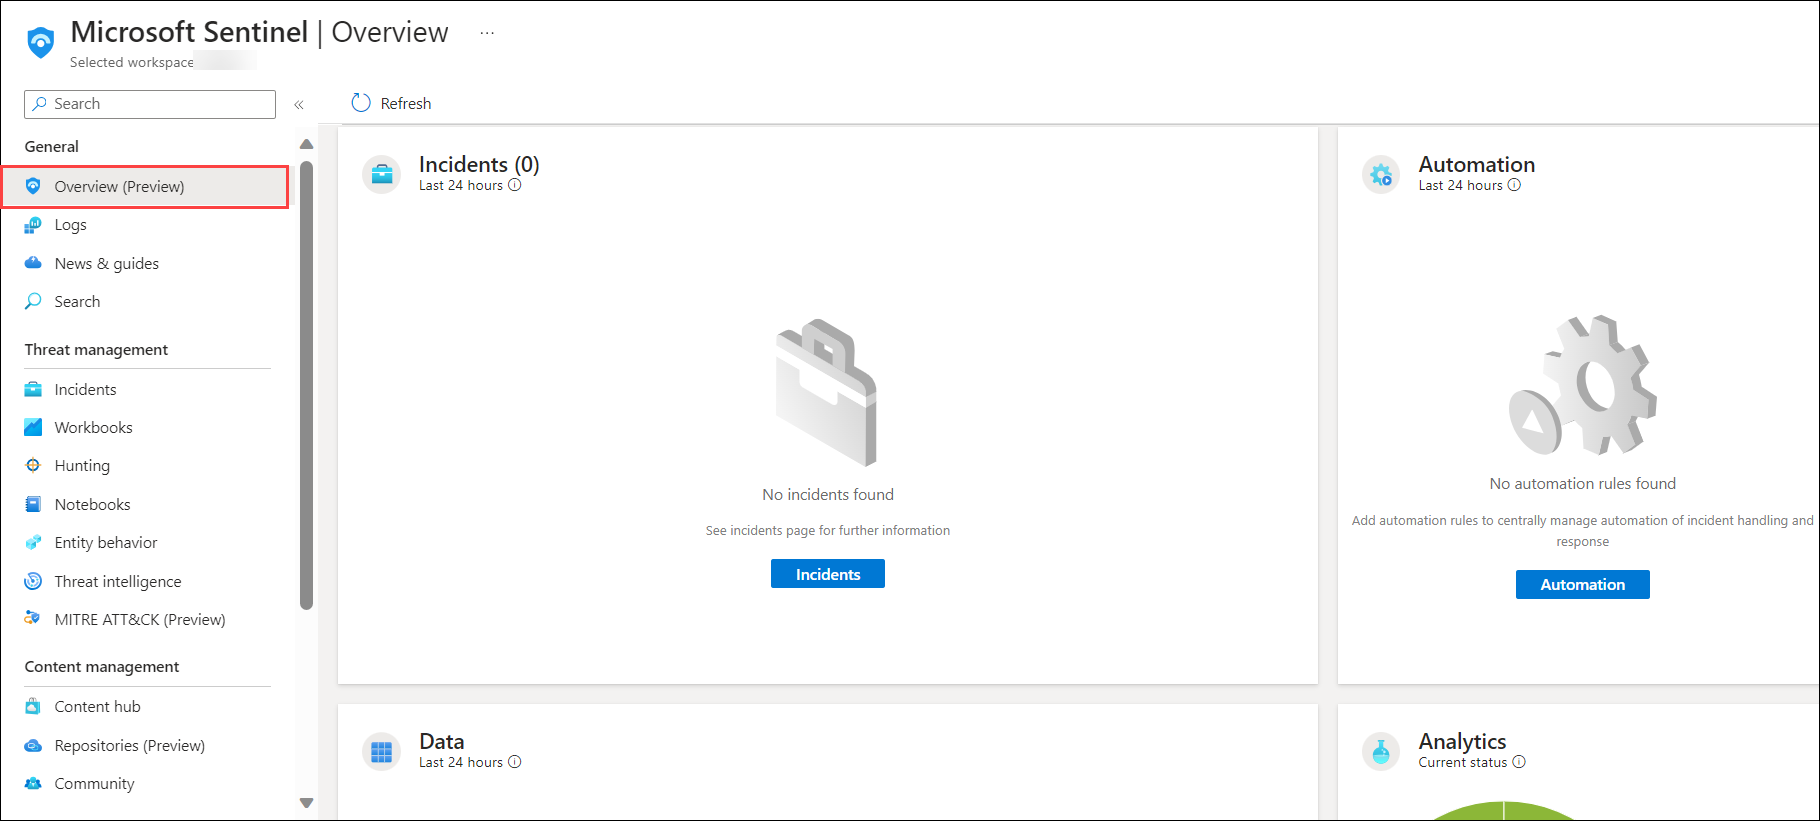 Microsoft Sentinel | Overview ...
Selected workspace
Search
«
Refresh
General
Overview (Preview)
Logs
News & guides
Search
Threat management
Incidents
Workbooks
Hunting
Notebooks
Entity behavior
Threat intelligence
MITRE ATT&CK (Preview)
Content management
Content hub
Repositories (Preview)
Community
Incidents (0)
Last 24 hours
No incidents found
See incidents page for further information
Incidents
Automation
Last 24 hours
No automation rules found
Add automation rules to centrally manage automation of incident handling and
response
Automation
Data
Last 24 hours
Analytics
Current status